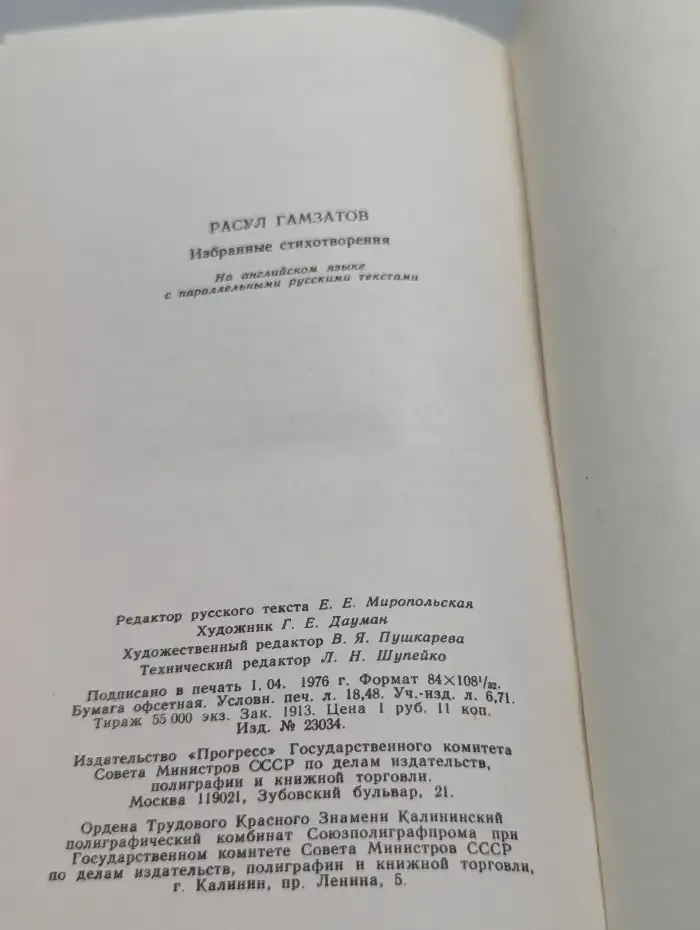 РАСУЛ ГАМЗАТОВ
Избранные стихотворения
На английском языке
с параллельными русскими текстами
Редактор русского текста Е. Е. Миропольская
Художник Г. Е. Дауман
Художественный редактор В. Я. Пушкарева
Технический редактор Л. Н. Шупейко
Подписано в печать 1.04. 1976 г. Формат 84×108¹/₃₂.
Бумага офсетная. Условн. печ. л. 18,48. Уч.-изд. л. 6,71.
Тираж 55 000 экз. Зак. 1913. Цена 1 руб. 11 коп.
Изд. № 23034.
Издательство «Прогресс» Государственного комитета
Совета Министров СССР по делам издательств,
полиграфии и книжной торговли.
Москва 119021, Зубовский бульвар, 21.
Ордена Трудового Красного Знамени Калининский
полиграфический комбинат Союзполиграфпрома при
Государственном комитете Совета Министров СССР
по делам издательств, полиграфии и книжной торговли,
г. Калинин, пр. Ленина, 5.